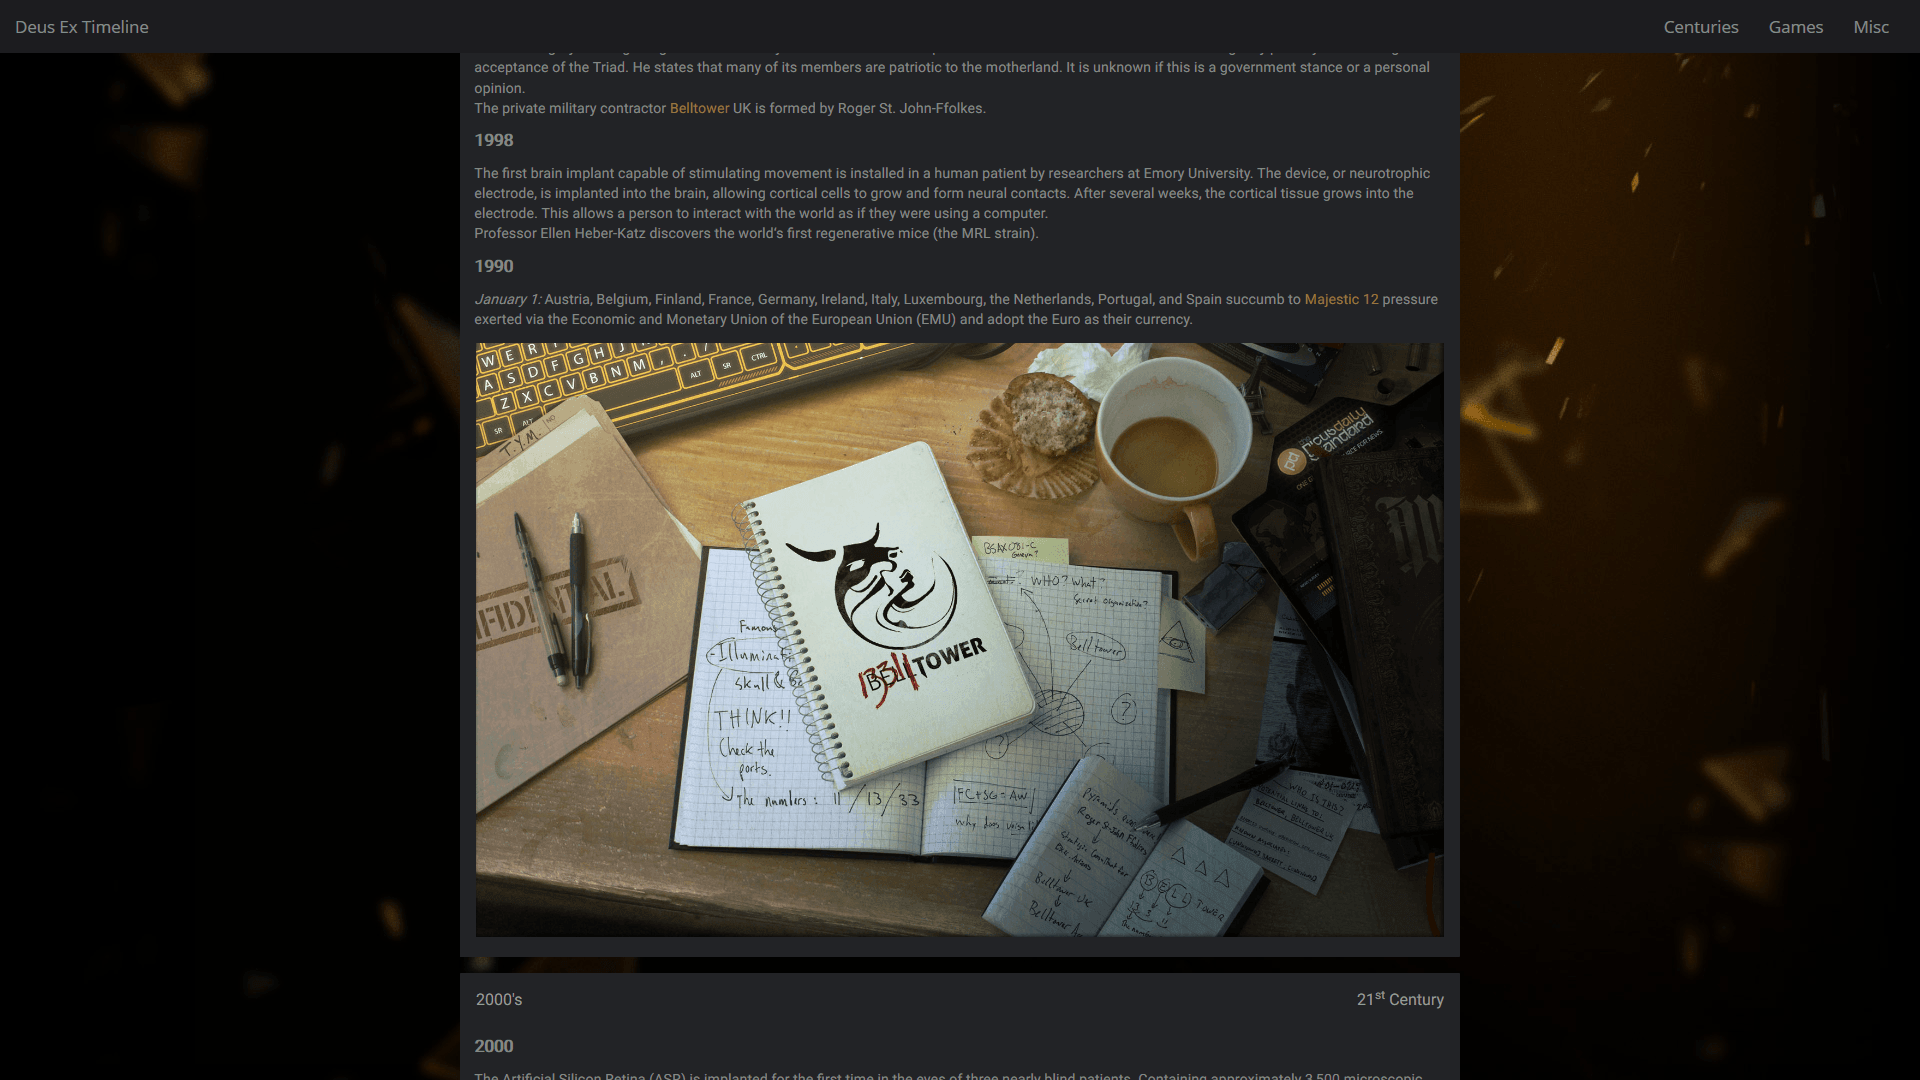 Deus Ex Timeline
Centuries
Games
Misc
acceptance of the Triad. He states that many of its members are patriotic to the motherland. It is unknown if this is a government stance or a personal
opinion.
The private military contractor Belltower UK is formed by Roger St. John-Ffolkes.
1998
The first brain implant capable of stimulating movement is installed in a human patient by researchers at Emory University. The device, or neurotrophic
electrode, is implanted into the brain, allowing cortical cells to grow and form neural contacts. After several weeks, the cortical tissue grows into the
electrode. This allows a person to interact with the world as if they were using a computer.
Professor Ellen Heber-Katz discovers the world's first regenerative mice (the MRL strain).
1990
January 1: Austria, Belgium, Finland, France, Germany, Ireland, Italy, Luxembourg, the Netherlands, Portugal, and Spain succumb to Majestic 12 pressure
exerted via the Economic and Monetary Union of the European Union (EMU) and adopt the Euro as their currency.
W E R
A S D F G H J
Z X C V B N M , . /
ALT SR CTRL
SR ALT
T.Y.M.
FIDENTIAL
BELLTOWER
1331
Famous
-Illuminati
Skull &
THINK!!
Check the
ports.
The numbers: 11/13/33
BSAX081-C
Geneva?
WHO? What?
Secret organization?
Belltower
?
?
FC+SG=AW
why does
Pyramids
Roger St. John Ffolkes
Belltower UK
Belltower
TOWER
WHO IS THIS?
POTENTIAL LINKS TO:
Picusdaily
standard
2000's
21st Century
2000
The Artificial Silicon Retina (ASR) is implanted for the first time in the eyes of three nearly blind patients. Containing approximately 3,500 microscopic